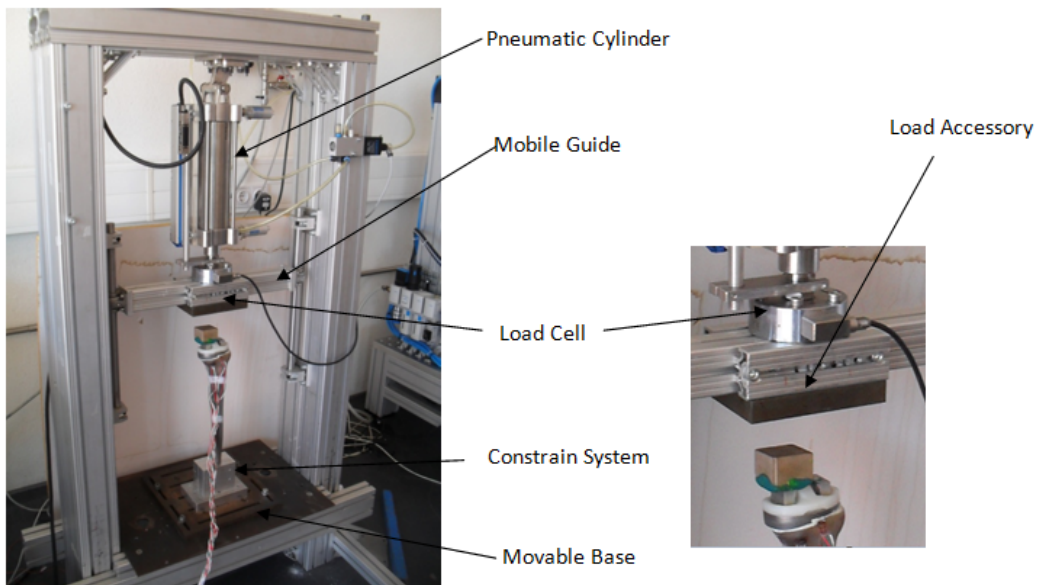 Pneumatic Cylinder
Load Accessory
Mobile Guide
Load Cell
Constrain System
Movable Base